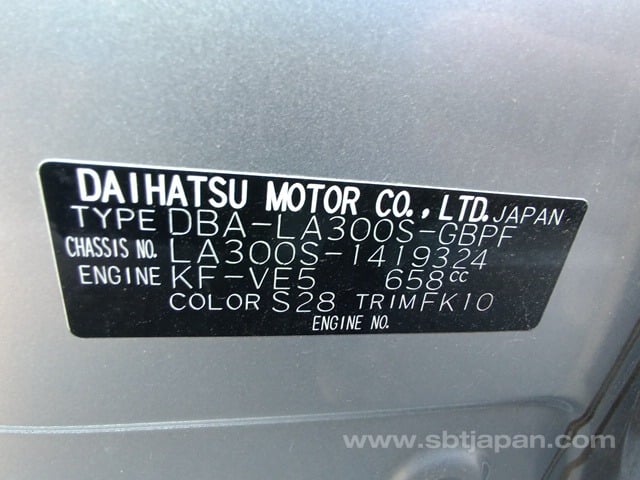 DAIHATSU MOTOR CO., LTD. JAPAN
TYPE DBA-LA300S-GBPF
CHASSIS NO. LA300S-1419324
ENGINE KF-VE5 658cc
COLOR S28 TRIM FK10
ENGINE NO.
www.sbtjapan.com